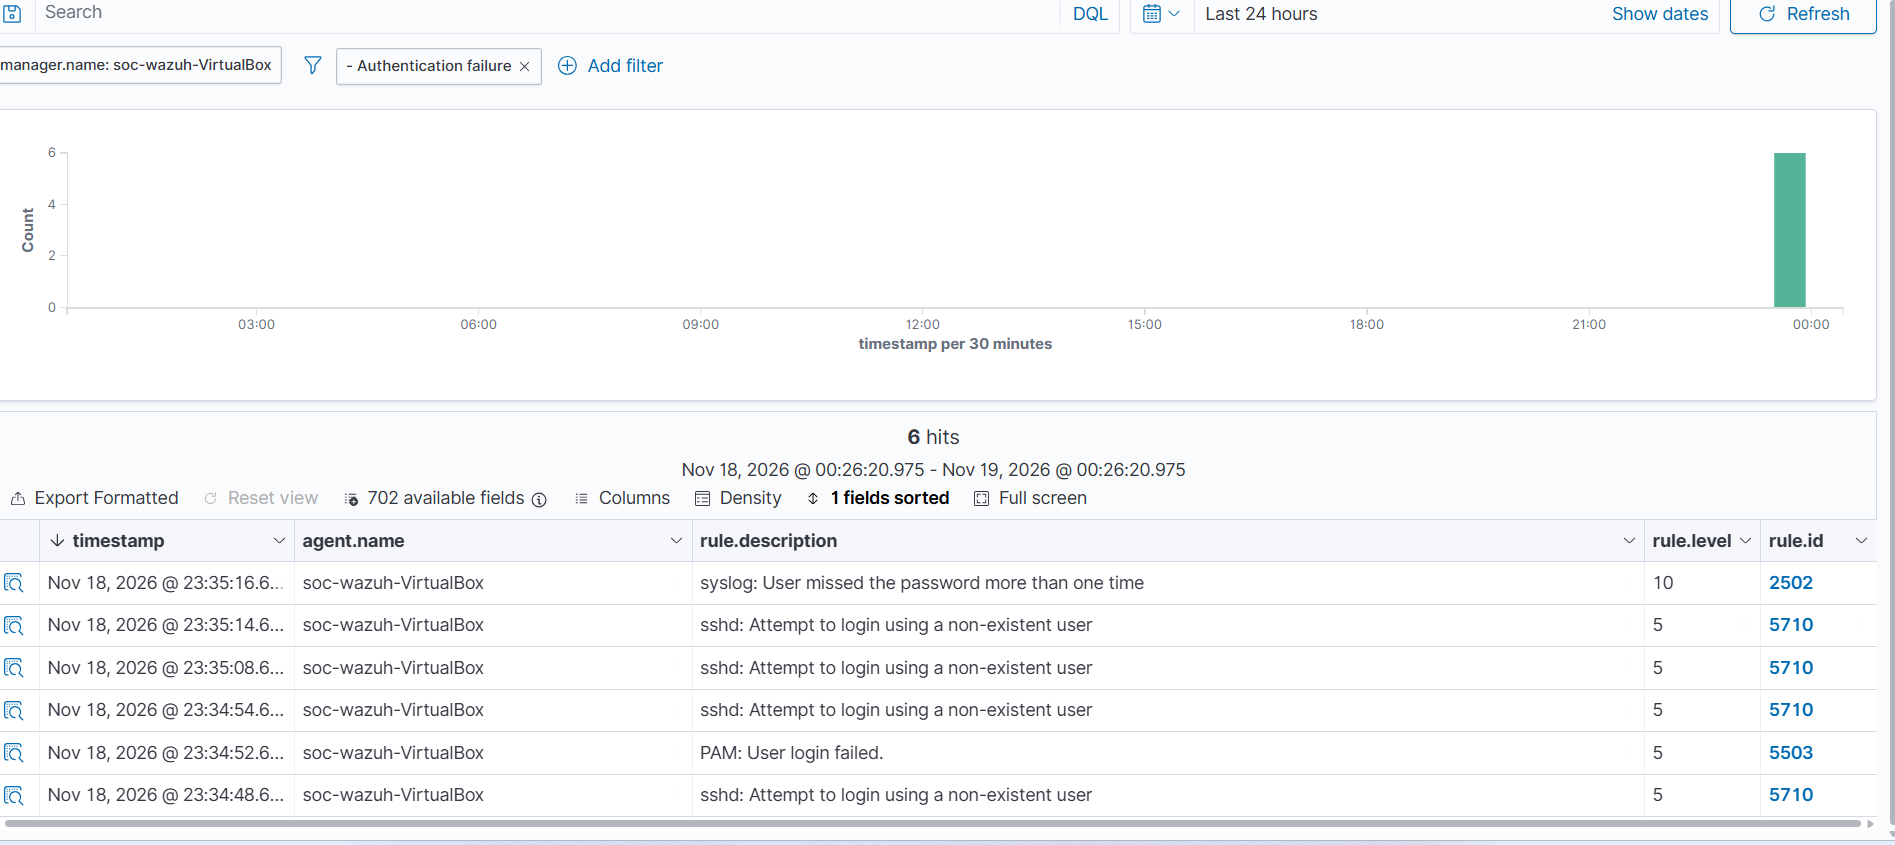 Search DQL Last 24 hours Show dates Refresh
manager.name: soc-wazuh-VirtualBox - Authentication failure × Add filter
6
4
2
0
Count
03:00 06:00 09:00 12:00 15:00 18:00 21:00 00:00
timestamp per 30 minutes
6 hits
Nov 18, 2026 @ 00:26:20.975 - Nov 19, 2026 @ 00:26:20.975
Export Formatted Reset view 702 available fields Columns Density 1 fields sorted Full screen
timestamp agent.name rule.description rule.level rule.id
Nov 18, 2026 @ 23:35:16.6... soc-wazuh-VirtualBox syslog: User missed the password more than one time 10 2502
Nov 18, 2026 @ 23:35:14.6... soc-wazuh-VirtualBox sshd: Attempt to login using a non-existent user 5 5710
Nov 18, 2026 @ 23:35:08.6... soc-wazuh-VirtualBox sshd: Attempt to login using a non-existent user 5 5710
Nov 18, 2026 @ 23:34:54.6... soc-wazuh-VirtualBox sshd: Attempt to login using a non-existent user 5 5710
Nov 18, 2026 @ 23:34:52.6... soc-wazuh-VirtualBox PAM: User login failed. 5 5503
Nov 18, 2026 @ 23:34:48.6... soc-wazuh-VirtualBox sshd: Attempt to login using a non-existent user 5 5710